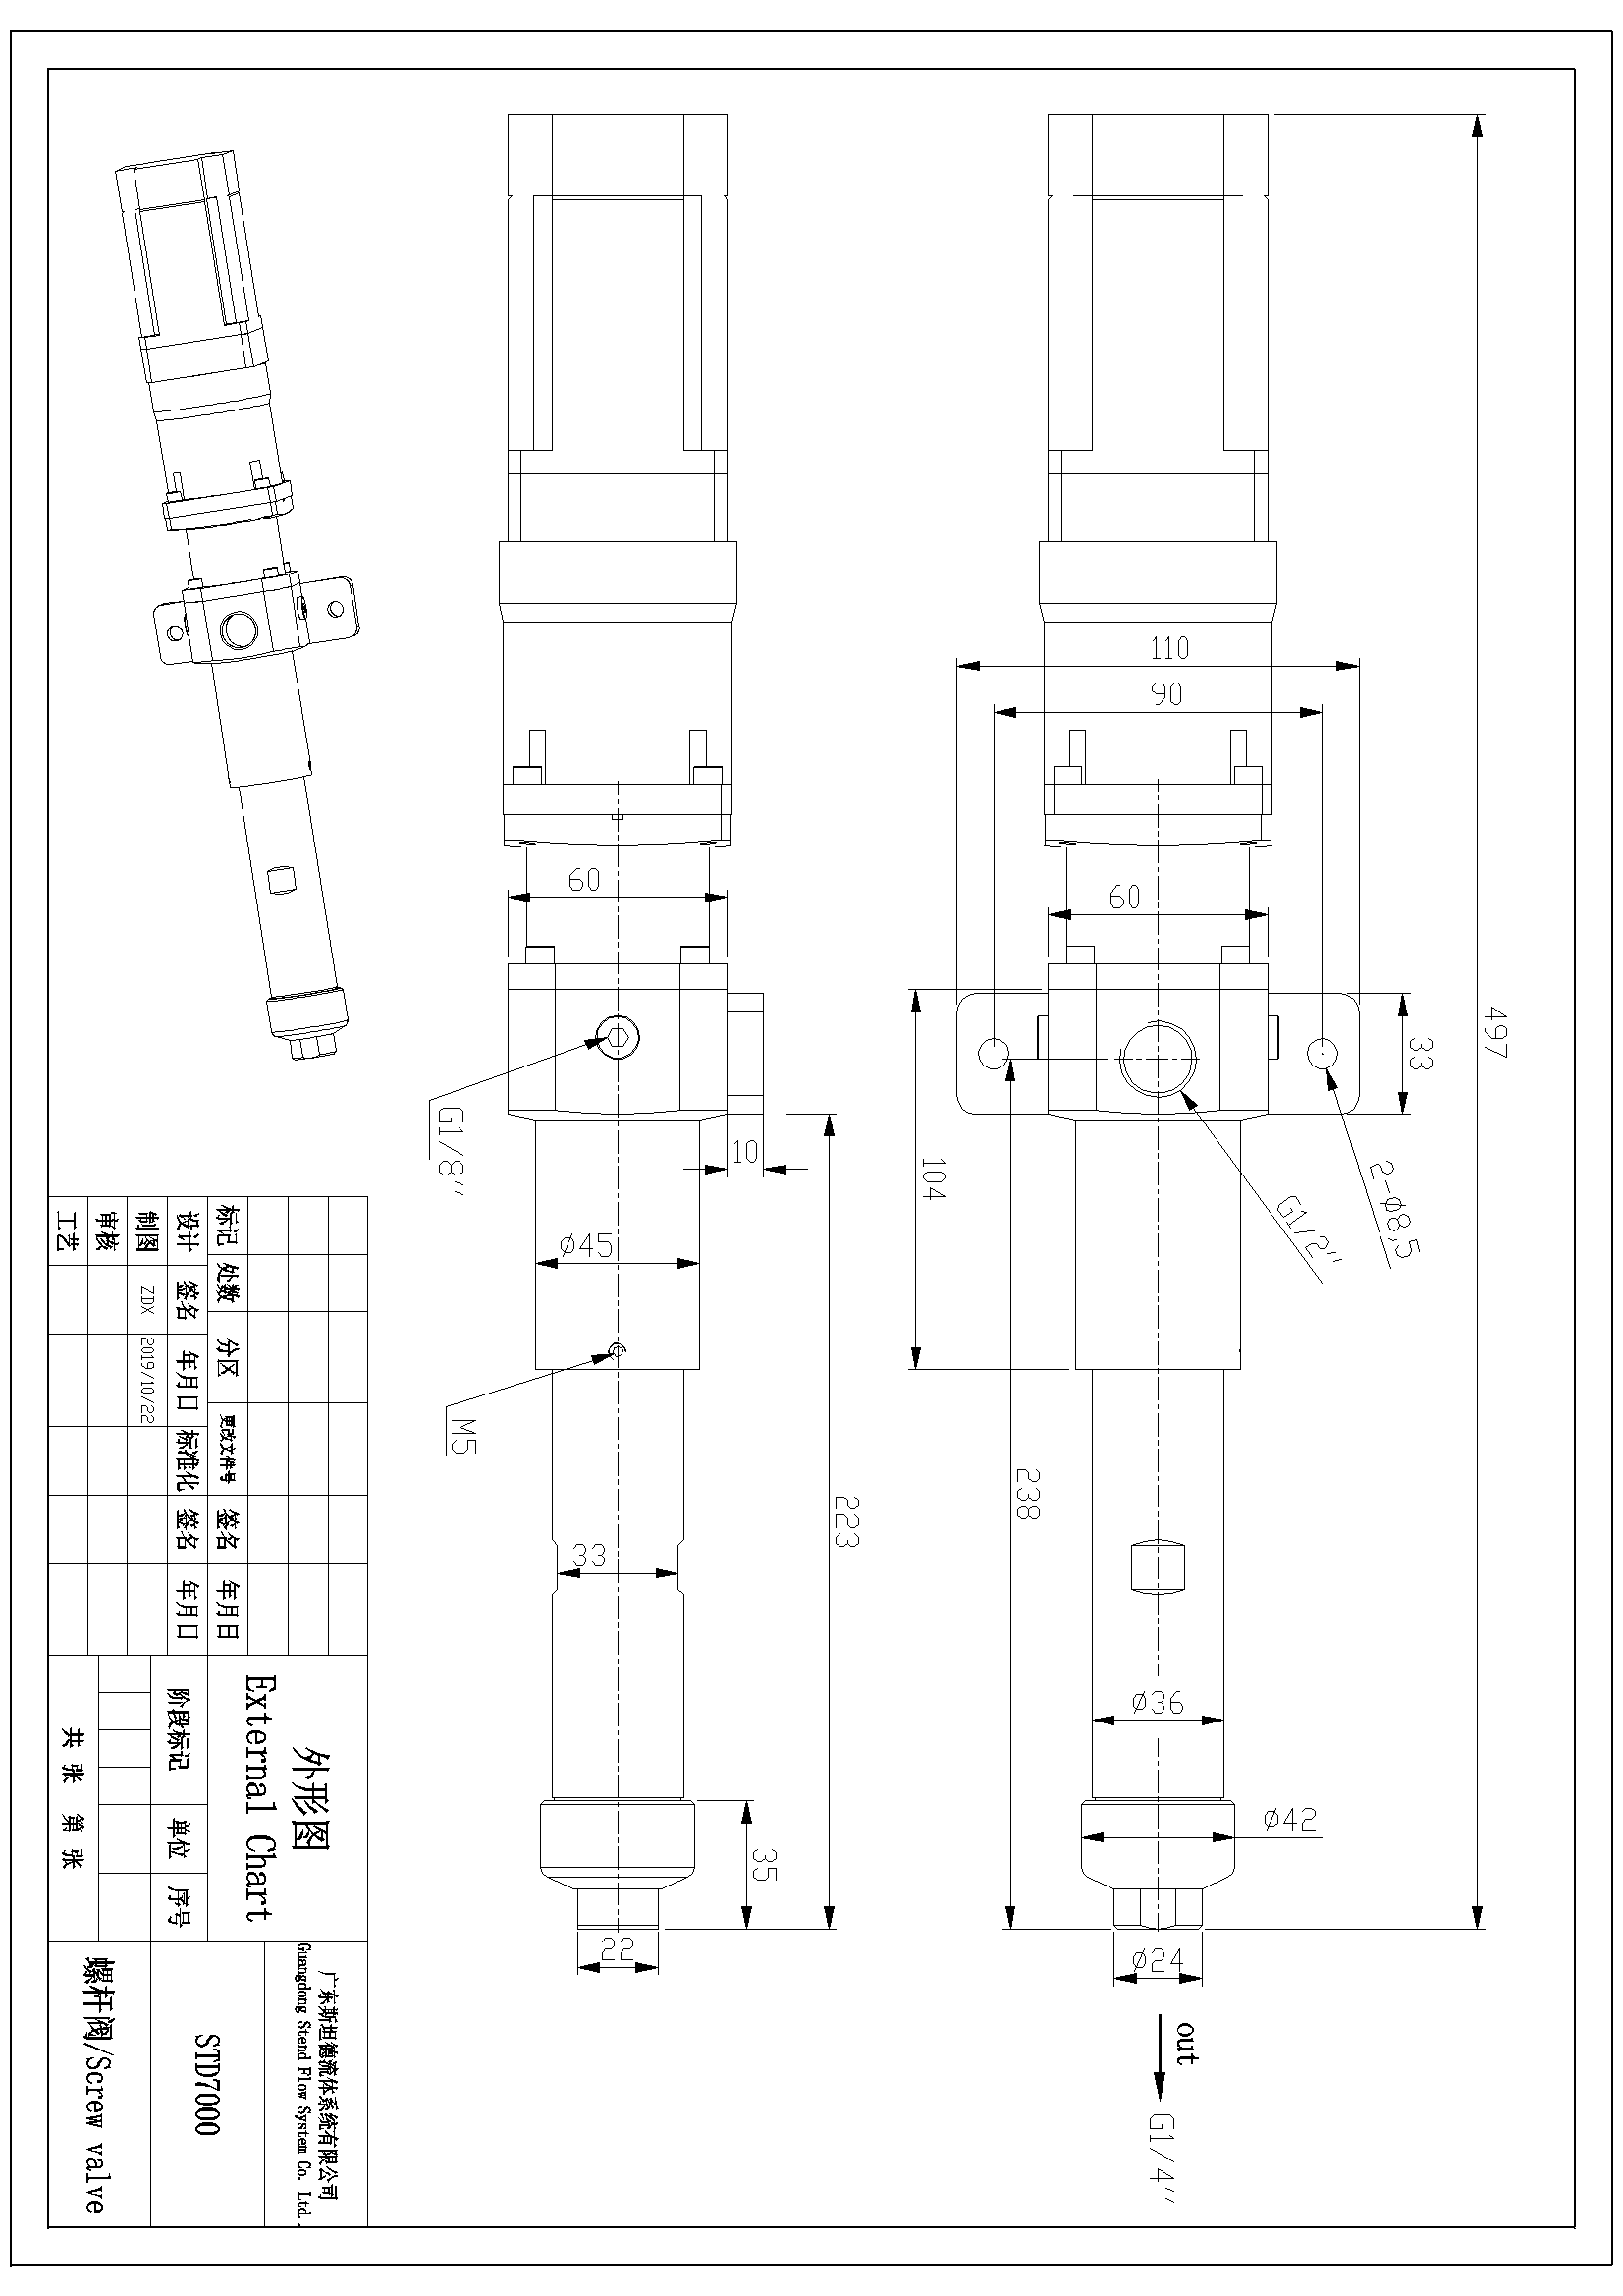 497
110
90
60
33
104
238
2-ø8,5
G1/2"
ø36
ø42
ø24
out
G1/4"
60
G1/8"
10
ø45
M5
223
33
35
22
标记 处数 分区 更改文件号 签名 年月日
设计 签名 年月日 标准化 签名 年月日
制图 ZDX 2019/10/22
审核
工艺
外形图
External Chart
阶段标记 单位 序号
共 张 第 张
广东斯坦德流体系统有限公司
Guangdong Stend Flow System Co. Ltd.
STD7000
螺杆阀/Screw valve